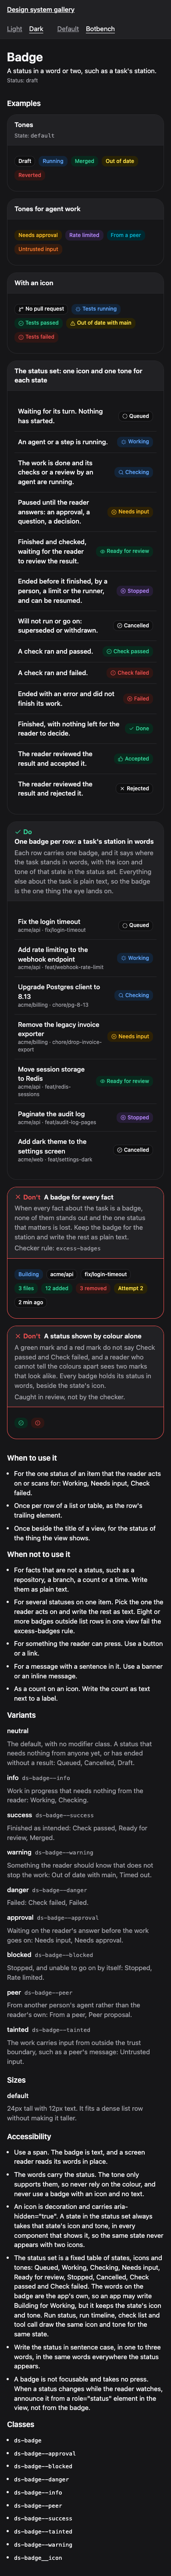 Design system gallery
Light Dark Default Botbench
Badge
A status in a word or two, such as a task's station.
Status: draft
Examples
Tones
State: default
Draft Running Merged Out of date
Reverted
Tones for agent work
Needs approval Rate limited From a peer
Untrusted input
With an icon
No pull request Tests running
Tests passed Out of date with main
Tests failed
The status set: one icon and one tone for
each state
Waiting for its turn. Nothing
has started.
Queued
An agent or a step is running.
Working
The work is done and its
checks or a review by an
agent are running.
Checking
Paused until the reader
answers: an approval, a
question, a decision.
Needs input
Finished and checked,
waiting for the reader
to review the result.
Ready for review
Ended before it finished, by a
person, a limit or the runner,
and can be resumed.
Stopped
Will not run or go on:
superseded or withdrawn.
Cancelled
A check ran and passed.
Check passed
A check ran and failed.
Check failed
Ended with an error and did not
finish its work.
Failed
Finished, with nothing left for the
reader to decide.
Done
The reader reviewed the
result and accepted it.
Accepted
The reader reviewed the
result and rejected it.
Rejected
Do
One badge per row: a task's station in words
Each row carries one badge, and it says where
the task stands in words, with the icon and
tone of that state in the status set. Everything
else about the task is plain text, so the badge
is the one thing the eye lands on.
Fix the login timeout
acme/api · fix/login-timeout
Queued
Add rate limiting to the
webhook endpoint
acme/api · feat/webhook-rate-limit
Working
Upgrade Postgres client to
8.13
acme/billing · chore/pg-8-13
Checking
Remove the legacy invoice
exporter
acme/billing · chore/drop-invoice-
export
Needs input
Move session storage
to Redis
acme/api · feat/redis-
sessions
Ready for review
Paginate the audit log
acme/api · feat/audit-log-pages
Stopped
Add dark theme to the
settings screen
acme/web · feat/settings-dark
Cancelled
Don't A badge for every fact
When every fact about the task is a badge,
none of them stands out and the one status
that matters is lost. Keep the badge for the
station and write the rest as plain text.
Checker rule: excess-badges
Building acme/api fix/login-timeout
3 files 12 added 3 removed Attempt 2
2 min ago
Don't A status shown by colour alone
A green mark and a red mark do not say Check
passed and Check failed, and a reader who
cannot tell the colours apart sees two marks
that look alike. Every badge holds its status in
words, beside the state's icon.
Caught in review, not by the checker.
When to use it
• For the one status of an item that the reader acts
on or scans for: Working, Needs input, Check
failed.
• Once per row of a list or table, as the row's
trailing element.
• Once beside the title of a view, for the status of
the thing the view shows.
When not to use it
• For facts that are not a status, such as a
repository, a branch, a count or a time. Write
them as plain text.
• For several statuses on one item. Pick the one the
reader acts on and write the rest as text. Eight or
more badges outside list rows in one view fail the
excess-badges rule.
• For something the reader can press. Use a button
or a link.
• For a message with a sentence in it. Use a banner
or an inline message.
• As a count on an icon. Write the count as text
next to a label.
Variants
neutral
The default, with no modifier class. A status that
needs nothing from anyone yet, or has ended
without a result: Queued, Cancelled, Draft.
info ds-badge--info
Work in progress that needs nothing from the
reader: Working, Checking.
success ds-badge--success
Finished as intended: Check passed, Ready for
review, Merged.
warning ds-badge--warning
Something the reader should know that does not
stop the work: Out of date with main, Timed out.
danger ds-badge--danger
Failed: Check failed, Failed.
approval ds-badge--approval
Waiting on the reader's answer before the work
goes on: Needs input, Needs approval.
blocked ds-badge--blocked
Stopped, and unable to go on by itself: Stopped,
Rate limited.
peer ds-badge--peer
From another person's agent rather than the
reader's own: From a peer, Peer proposal.
tainted ds-badge--tainted
The work carries input from outside the trust
boundary, such as a peer's message: Untrusted
input.
Sizes
default
24px tall with 12px text. It fits a dense list row
without making it taller.
Accessibility
• Use a span. The badge is text, and a screen
reader reads its words in place.
• The words carry the status. The tone only
supports them, so never rely on the colour, and
never use a badge with an icon and no text.
• An icon is decoration and carries aria-
hidden="true". A state in the status set always
takes that state's icon and tone, in every
component that shows it, so the same state never
appears with two icons.
• The status set is a fixed table of states, icons and
tones: Queued, Working, Checking, Needs input,
Ready for review, Stopped, Cancelled, Check
passed and Check failed. The words on the
badge are the app's own, so an app may write
Building for Working, but it keeps the state's icon
and tone. Run status, run timeline, check list and
tool call draw the same icon and tone for the
same state.
• Write the status in sentence case, in one to three
words, in the same words everywhere the status
appears.
• A badge is not focusable and takes no press.
When a status changes while the reader watches,
announce it from a role="status" element in the
view, not from the badge.
Classes
• ds-badge
• ds-badge--approval
• ds-badge--blocked
• ds-badge--danger
• ds-badge--info
• ds-badge--peer
• ds-badge--success
• ds-badge--tainted
• ds-badge--warning
• ds-badge__icon